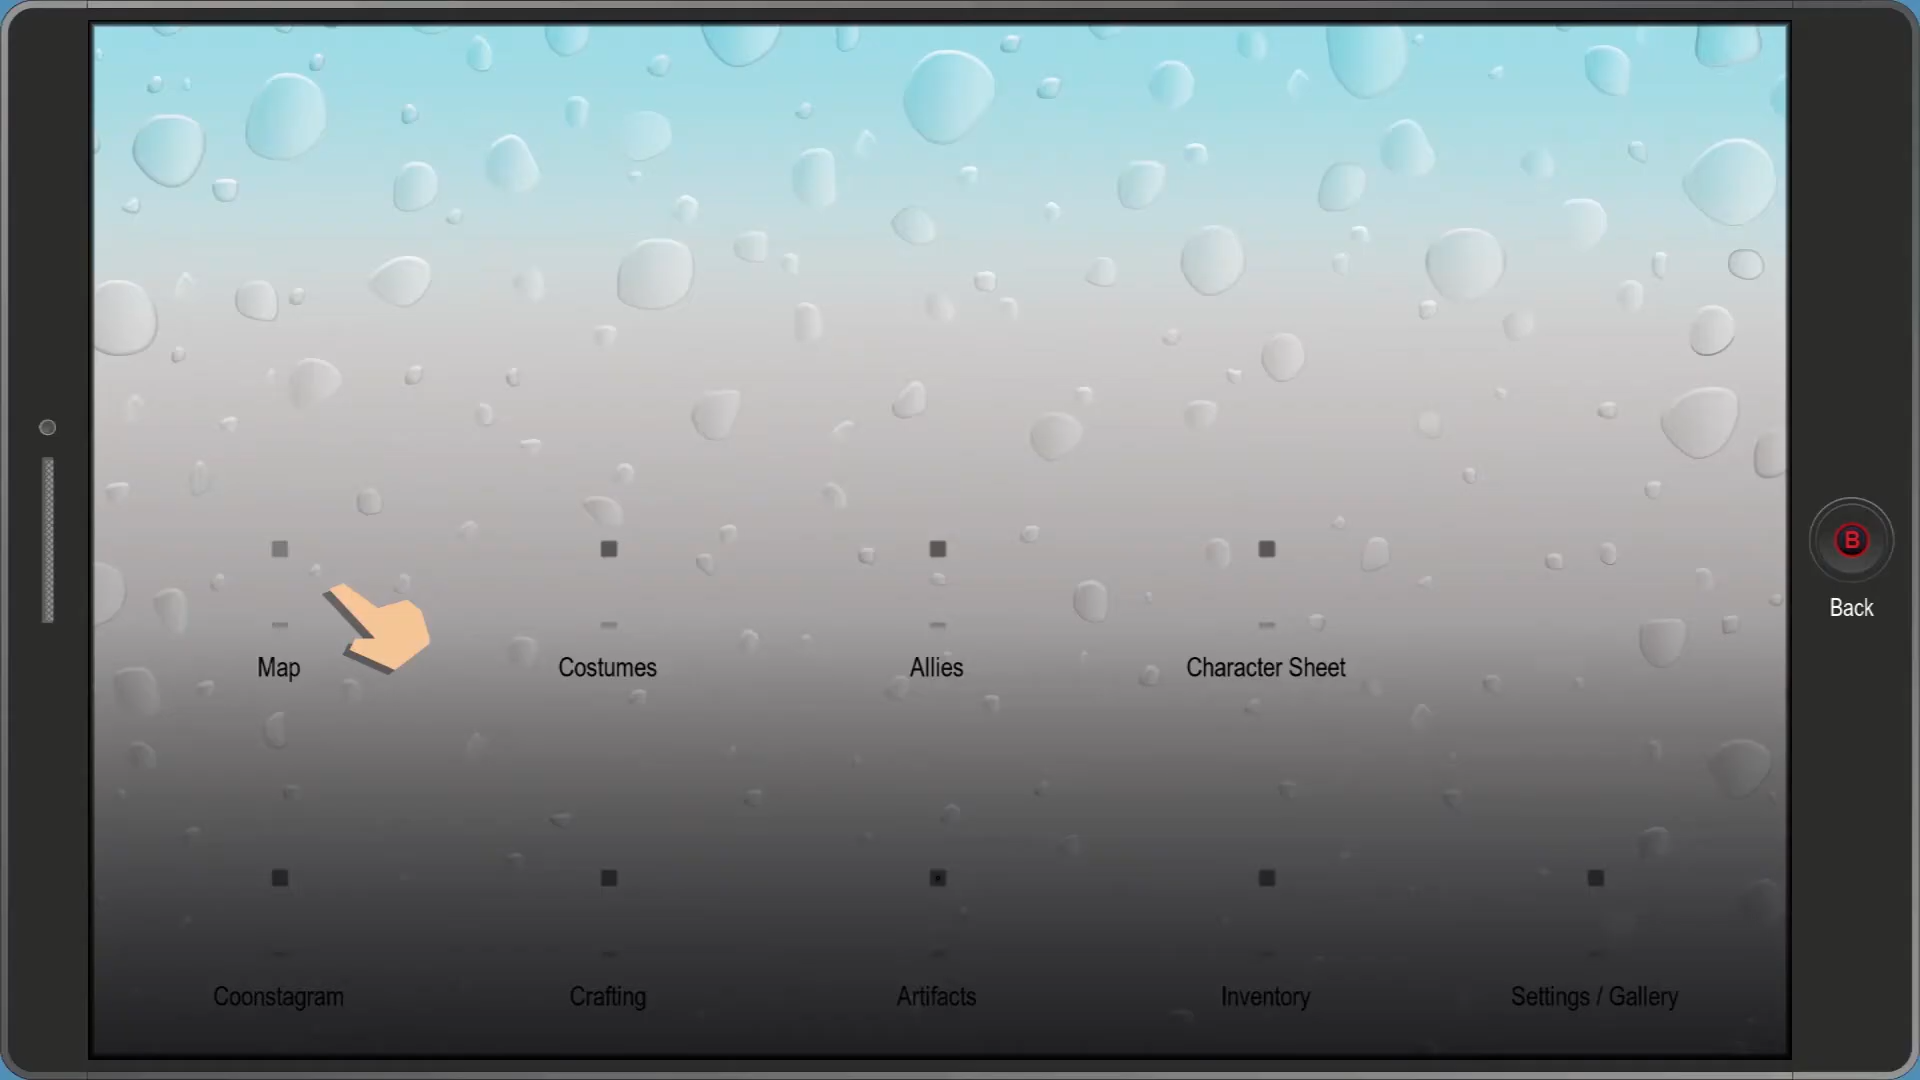 B
Back
Map
Costumes
Allies
Character Sheet
Coonstagram
Crafting
Artifacts
Inventory
Settings / Gallery